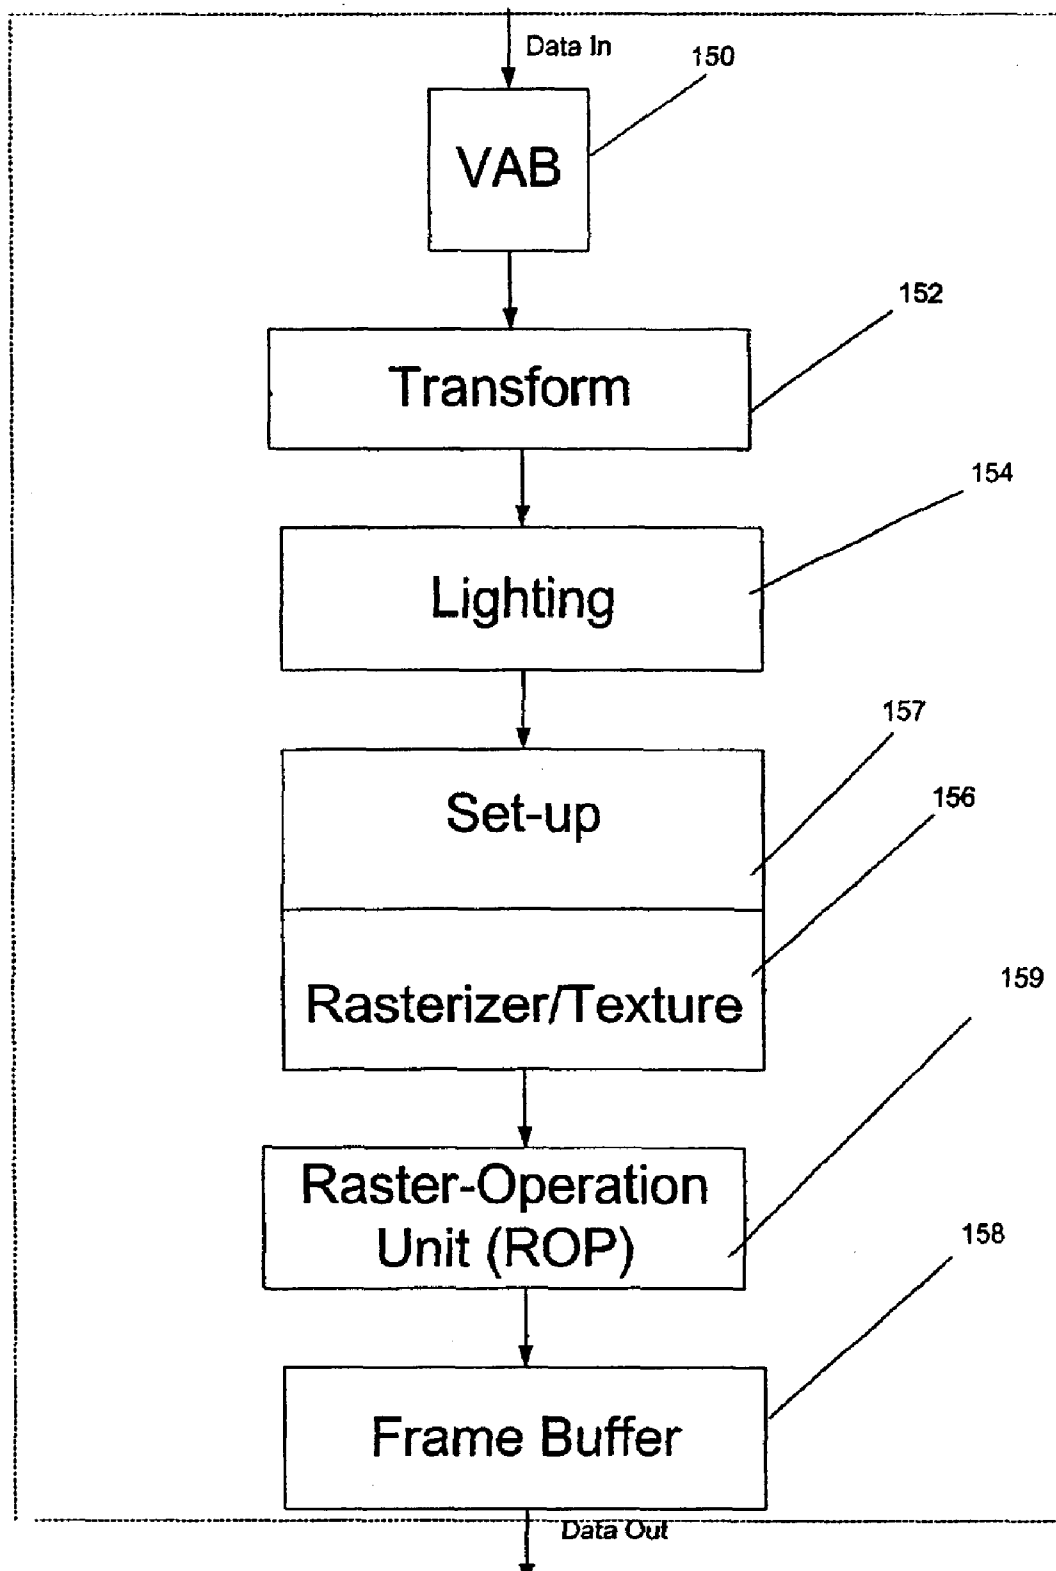 Data In
150
VAB
152
Transform
154
Lighting
157
Set-up
156
Rasterizer/Texture
159
Raster-Operation
Unit (ROP)
158
Frame Buffer
Data Out